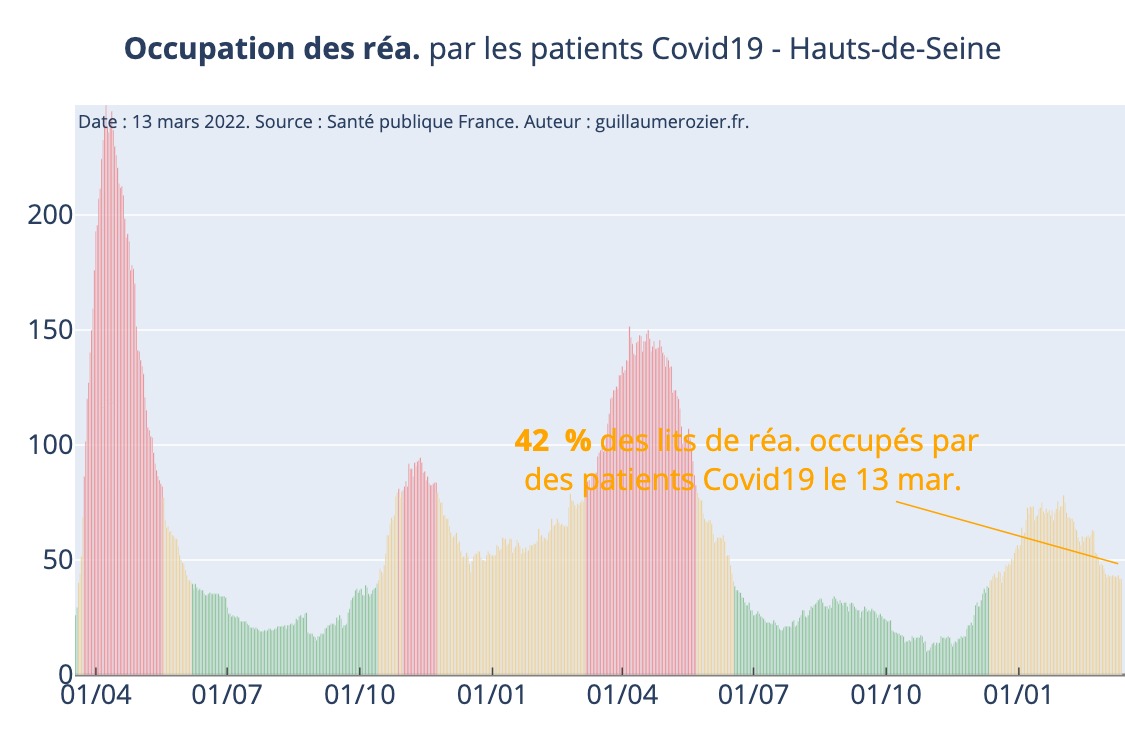 Occupation des réa. par les patients Covid19 - Hauts-de-Seine
Date : 13 mars 2022. Source : Santé publique France. Auteur : guillaumerozier.fr.
200
150
42 % des lits de réa. occupés par
100
des patients Covid19 le 13 mar.
50
0
01/04 01/07 01/10 01/01 01/04 01/07 01/10 01/01